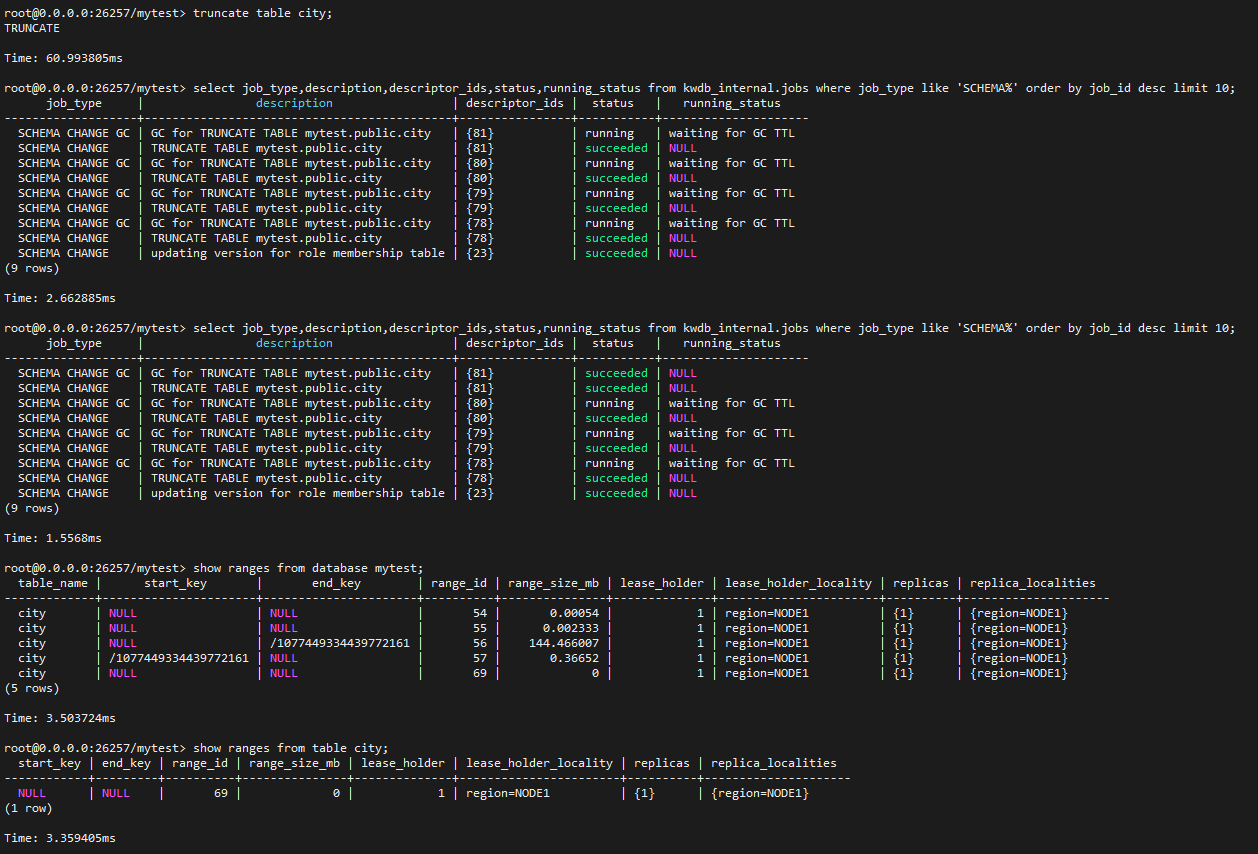 root@0.0.0.0:26257/mytest> truncate table city;
TRUNCATE

Time: 60.993805ms

root@0.0.0.0:26257/mytest> select job_type,description,descriptor_ids,status,running_status from kwdb_internal.jobs where job_type like 'SCHEMA%' order by job_id desc limit 10;
      job_type     |                description                | descriptor_ids |  status   |   running_status
-------------------+-------------------------------------------+----------------+-----------+---------------------
  SCHEMA CHANGE GC | GC for TRUNCATE TABLE mytest.public.city   | {81}           | running   | waiting for GC TTL
  SCHEMA CHANGE    | TRUNCATE TABLE mytest.public.city          | {81}           | succeeded | NULL
  SCHEMA CHANGE GC | GC for TRUNCATE TABLE mytest.public.city   | {80}           | running   | waiting for GC TTL
  SCHEMA CHANGE    | TRUNCATE TABLE mytest.public.city          | {80}           | succeeded | NULL
  SCHEMA CHANGE GC | GC for TRUNCATE TABLE mytest.public.city   | {79}           | running   | waiting for GC TTL
  SCHEMA CHANGE    | TRUNCATE TABLE mytest.public.city          | {79}           | succeeded | NULL
  SCHEMA CHANGE GC | GC for TRUNCATE TABLE mytest.public.city   | {78}           | running   | waiting for GC TTL
  SCHEMA CHANGE    | TRUNCATE TABLE mytest.public.city          | {78}           | succeeded | NULL
  SCHEMA CHANGE    | updating version for role membership table | {23}           | succeeded | NULL
(9 rows)

Time: 2.662885ms

root@0.0.0.0:26257/mytest> select job_type,description,descriptor_ids,status,running_status from kwdb_internal.jobs where job_type like 'SCHEMA%' order by job_id desc limit 10;
      job_type     |                description                | descriptor_ids |  status   |   running_status
-------------------+-------------------------------------------+----------------+-----------+---------------------
  SCHEMA CHANGE GC | GC for TRUNCATE TABLE mytest.public.city   | {81}           | succeeded | NULL
  SCHEMA CHANGE    | TRUNCATE TABLE mytest.public.city          | {81}           | succeeded | NULL
  SCHEMA CHANGE GC | GC for TRUNCATE TABLE mytest.public.city   | {80}           | running   | waiting for GC TTL
  SCHEMA CHANGE    | TRUNCATE TABLE mytest.public.city          | {80}           | succeeded | NULL
  SCHEMA CHANGE GC | GC for TRUNCATE TABLE mytest.public.city   | {79}           | running   | waiting for GC TTL
  SCHEMA CHANGE    | TRUNCATE TABLE mytest.public.city          | {79}           | succeeded | NULL
  SCHEMA CHANGE GC | GC for TRUNCATE TABLE mytest.public.city   | {78}           | running   | waiting for GC TTL
  SCHEMA CHANGE    | TRUNCATE TABLE mytest.public.city          | {78}           | succeeded | NULL
  SCHEMA CHANGE    | updating version for role membership table | {23}           | succeeded | NULL
(9 rows)

Time: 1.5568ms

root@0.0.0.0:26257/mytest> show ranges from database mytest;
  table_name |      start_key       |       end_key        | range_id | range_size_mb | lease_holder | lease_holder_locality | replicas | replica_localities
-------------+----------------------+----------------------+----------+---------------+--------------+-----------------------+----------+---------------------
  city       | NULL                 | NULL                 |       54 |       0.00054 |            1 | region=NODE1          | {1}      | {region=NODE1}
  city       | NULL                 | NULL                 |       55 |      0.002333 |            1 | region=NODE1          | {1}      | {region=NODE1}
  city       | NULL                 | /1077449334439772161 |       56 |    144.466007 |            1 | region=NODE1          | {1}      | {region=NODE1}
  city       | /1077449334439772161 | NULL                 |       57 |       0.36652 |            1 | region=NODE1          | {1}      | {region=NODE1}
  city       | NULL                 | NULL                 |       69 |             0 |            1 | region=NODE1          | {1}      | {region=NODE1}
(5 rows)

Time: 3.503724ms

root@0.0.0.0:26257/mytest> show ranges from table city;
  start_key | end_key | range_id | range_size_mb | lease_holder | lease_holder_locality | replicas | replica_localities
------------+---------+----------+---------------+--------------+-----------------------+----------+---------------------
  NULL      | NULL    |       69 |             0 |            1 | region=NODE1          | {1}      | {region=NODE1}
(1 row)

Time: 3.359405ms